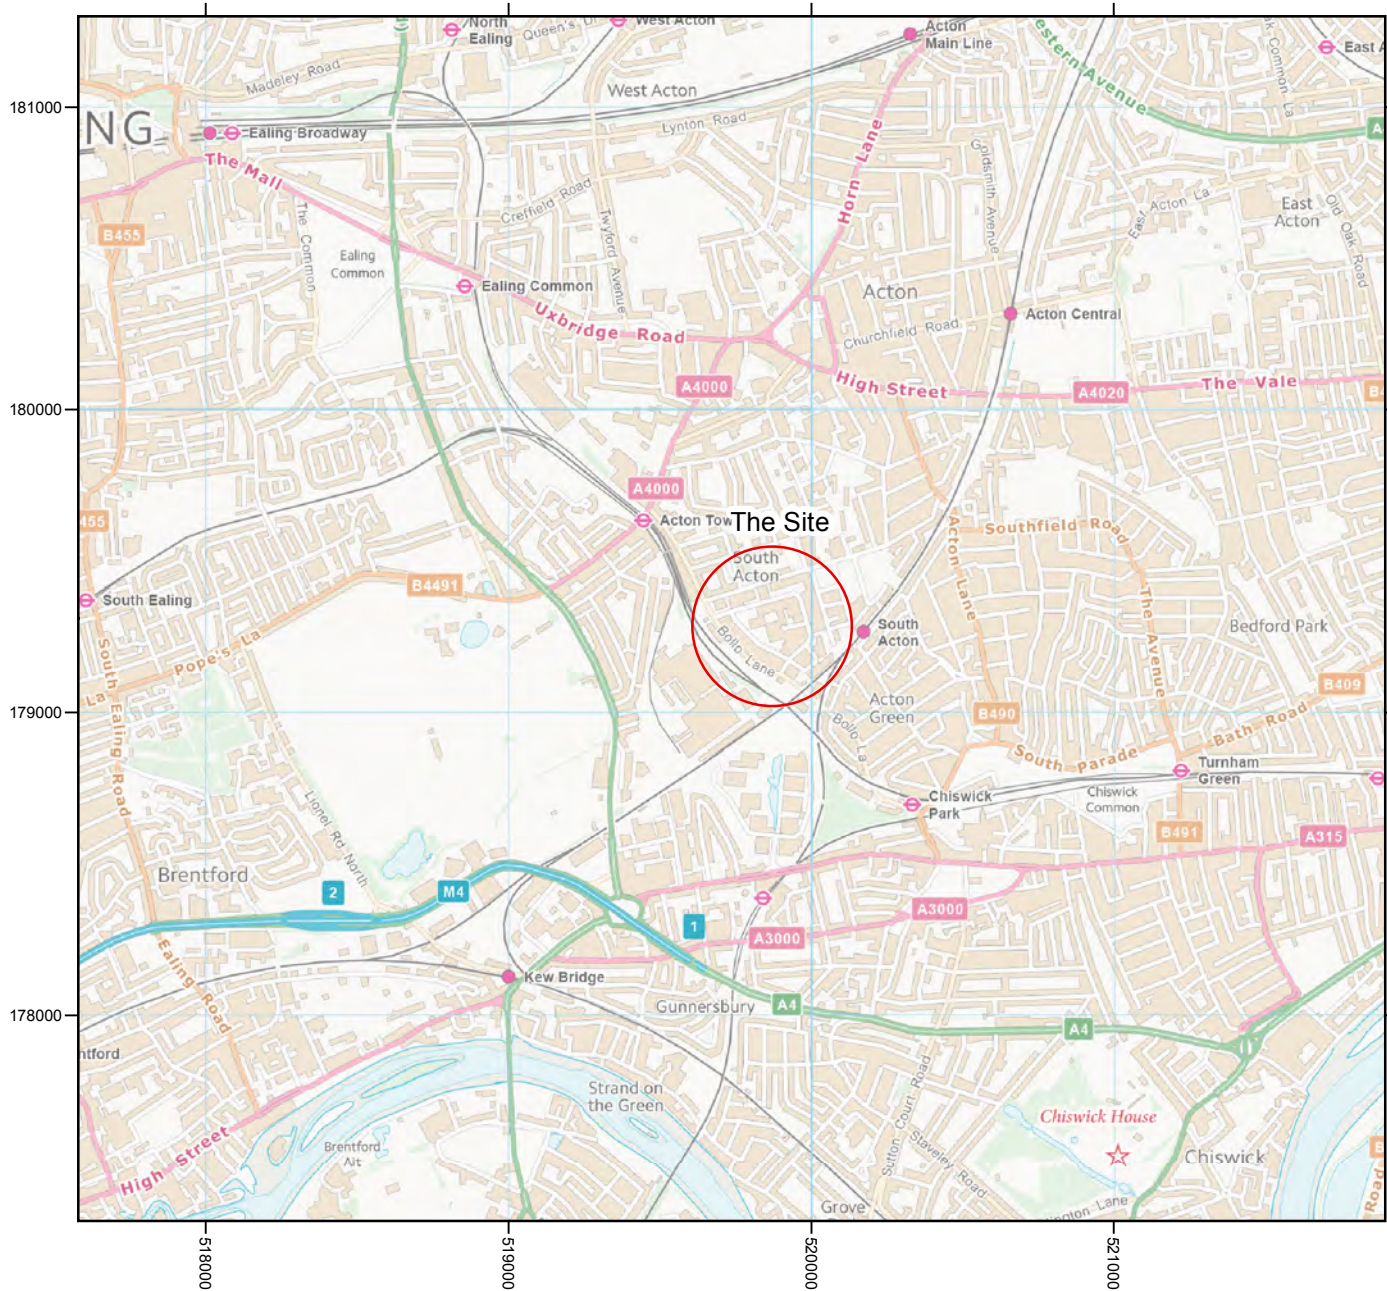 North
Ealing
Queen's Dr
West Acton
Acton
Main Line
Western Avenue
East A
Madeley Road
West Acton
181000
NG
Ealing Broadway
Lynton Road
The Mall
Horn Lane
Goldsmith Avenue
East Acton La
East
Acton
Old Oak Road
B455
The Common
Creffield Road
Twyford Avenue
Ealing
Common
Ealing Common
Acton
Acton Central
Uxbridge Road
Churchfield Road
A4000
High Street
A4020
The Vale
180000
A4000
455
Acton Tow
The Site
Southfield Road
Acton Lane
The Avenue
South
Acton
B4491
South Ealing
South
Acton
Bedford Park
Pope's La
La
South Ealing Road
Bollo Lane
B409
Acton
Green
B490
Bath Road
179000
Bollo La
South Parade
Turnham
Green
Lionel Rd North
Chiswick
Park
Chiswick
Common
B491
A315
Brentford
2
M4
1
A3000
A3000
Ealing Road
Kew Bridge
Gunnersbury
A4
A4
178000
ntford
Strand on
the Green
Sutton Court Road
Chiswick House
Staveley Road
Chiswick
High Street
Brentford
Ait
Grove
ington Lane
Road
518000
519000
520000
521000